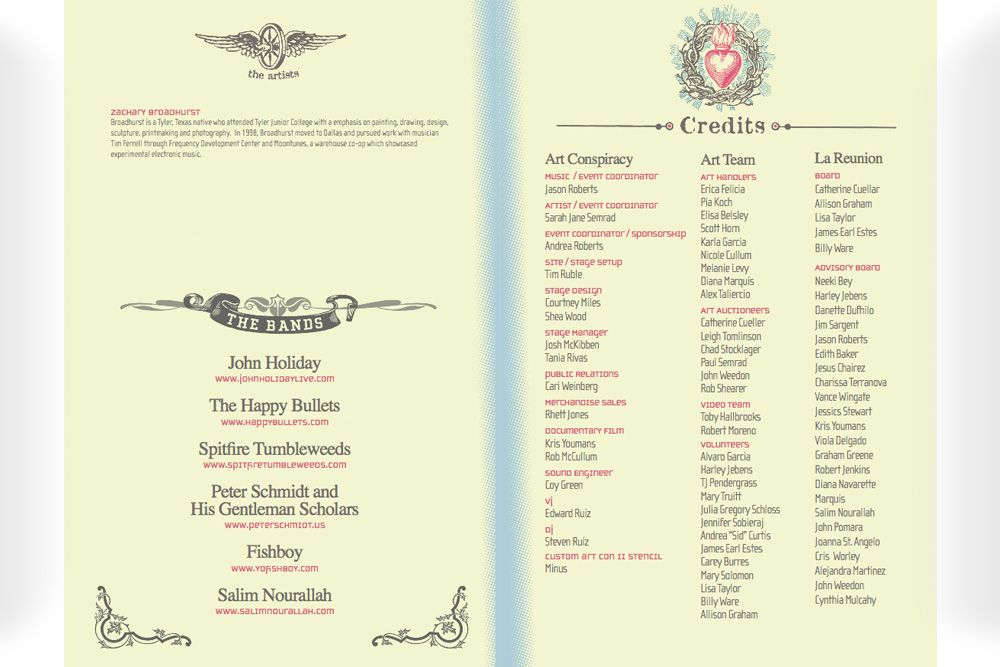 the artists
Zachary Broadhurst
Broadhurst is a Tyler, Texas native who attended Tyler Junior College with a emphasis on painting, drawing, design,
sculpture, printmaking and photography. In 1998, Broadhurst moved to Dallas and pursued work with musician
Tim Ferrell through Frequency Development Center and Moontunes, a warehouse co-op which showcased
experimental electronic music.
THE BANDS
John Holiday
www.johnholidaylive.com
The Happy Bullets
www.happybullets.com
Spitfire Tumbleweeds
www.spitfiretumbleweeds.com
Peter Schmidt and
His Gentleman Scholars
www.peterschmidt.us
Fishboy
www.yofishboy.com
Salim Nourallah
www.salimnourallah.com
Credits
Art Conspiracy
Music / Event Coordinator
Jason Roberts
Artist / Event Coordinator
Sarah Jane Semrad
Event Coordinator / Sponsorship
Andrea Roberts
Site / Stage Setup
Tim Ruble
Stage Design
Courtney Miles
Shea Wood
Stage Manager
Josh McKibben
Tania Rivas
Public Relations
Cari Weinberg
Merchandise Sales
Rhett Jones
Documentary Film
Kris Youmans
Rob McCullum
Sound Engineer
Coy Green
VJ
Edward Ruiz
DJ
Steven Ruiz
Custom Art Con II Stencil
Minus
Art Team
Art Handlers
Erica Felicia
Pia Koch
Elisa Belsley
Scott Horn
Karla Garcia
Nicole Cullum
Melanie Levy
Diana Marquis
Alex Taliercio
Art Auctioneers
Catherine Cueller
Leigh Tomlinson
Chad Stocklager
Paul Semrad
John Weedon
Rob Shearer
Video Team
Toby Hallbrooks
Robert Moreno
Volunteers
Alvaro Garcia
Harley Jebens
TJ Pendergrass
Mary Truitt
Julia Gregory Schloss
Jennifer Sobieraj
Andrea "Sid" Curtis
James Earl Estes
Carey Burres
Mary Solomon
Lisa Taylor
Billy Ware
Allison Graham
La Reunion
Board
Catherine Cuellar
Allison Graham
Lisa Taylor
James Earl Estes
Billy Ware
Advisory Board
Neeki Bey
Harley Jebens
Danette Dufhilo
Jim Sargent
Jason Roberts
Edith Baker
Jesus Chairez
Charissa Terranova
Vance Wingate
Jessics Stewart
Kris Youmans
Viola Delgado
Graham Greene
Robert Jenkins
Diana Navarette
Marquis
Salim Nourallah
John Pomara
Joanna St. Angelo
Cris Worley
Alejandra Martinez
John Weedon
Cynthia Mulcahy